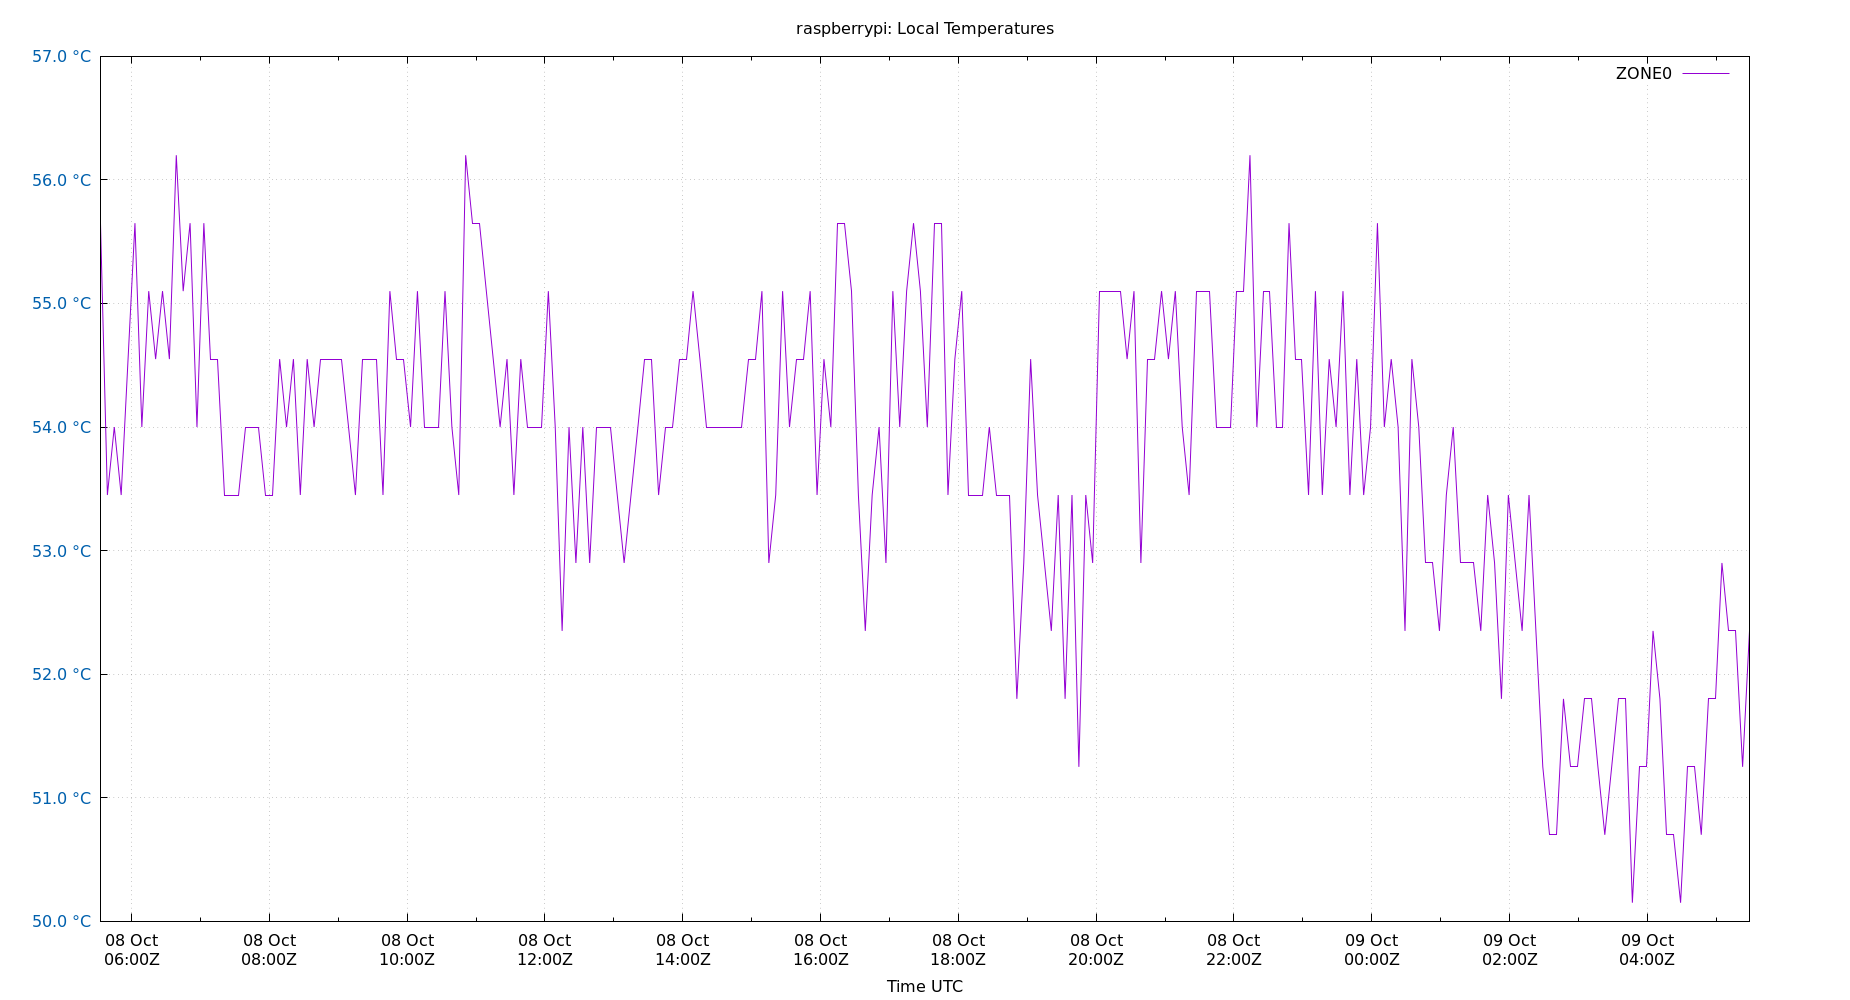 raspberrypi: Local Temperatures
57.0 °C
ZONE0
56.0 °C
55.0 °C
54.0 °C
53.0 °C
52.0 °C
51.0 °C
50.0 °C
08 Oct 08 Oct 08 Oct 08 Oct 08 Oct 08 Oct 08 Oct 08 Oct 08 Oct 09 Oct 09 Oct 09 Oct
06:00Z 08:00Z 10:00Z 12:00Z 14:00Z 16:00Z 18:00Z 20:00Z 22:00Z 00:00Z 02:00Z 04:00Z
Time UTC